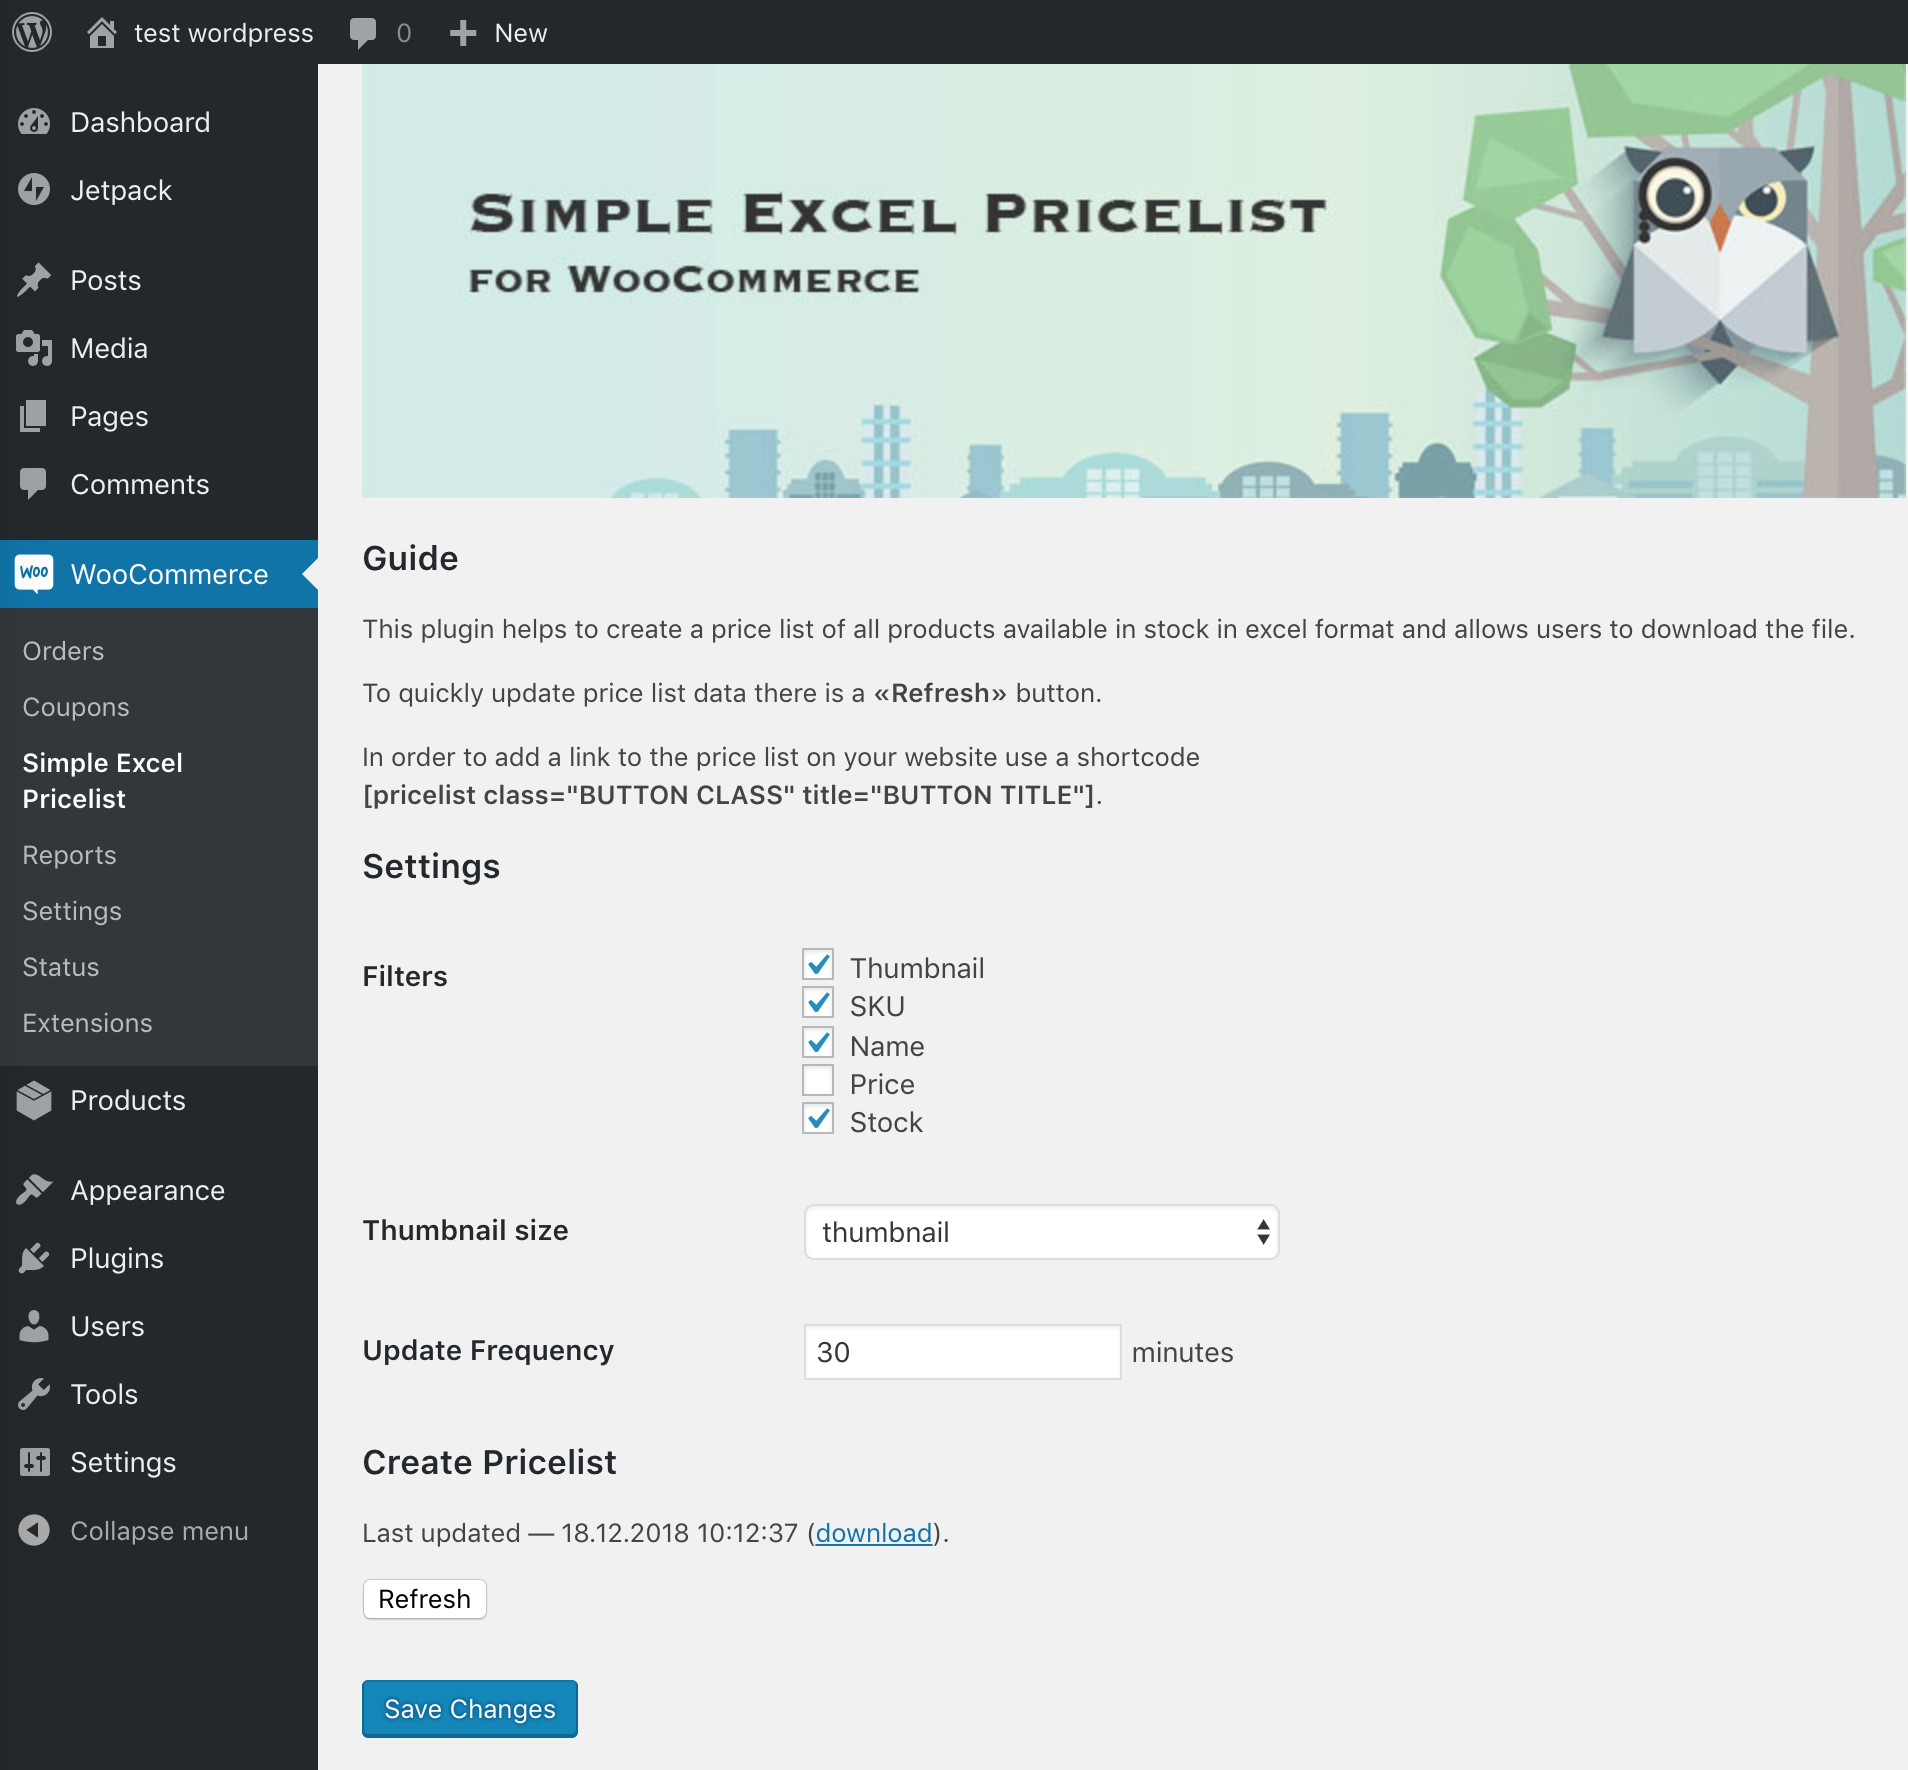 test wordpress 0 New
Dashboard
Jetpack
Posts
Media
Pages
Comments
Woo WooCommerce
Orders
Coupons
Simple Excel
Pricelist
Reports
Settings
Status
Extensions
Products
Appearance
Plugins
Users
Tools
Settings
Collapse menu
SIMPLE EXCEL PRICELIST
FOR WOOCOMMERCE
Guide
This plugin helps to create a price list of all products available in stock in excel format and allows users to download the file.
To quickly update price list data there is a «Refresh» button.
In order to add a link to the price list on your website use a shortcode
[pricelist class="BUTTON CLASS" title="BUTTON TITLE"].
Settings
Filters
Thumbnail
SKU
Name
Price
Stock
Thumbnail size thumbnail
Update Frequency 30 minutes
Create Pricelist
Last updated — 18.12.2018 10:12:37 (download).
Refresh
Save Changes